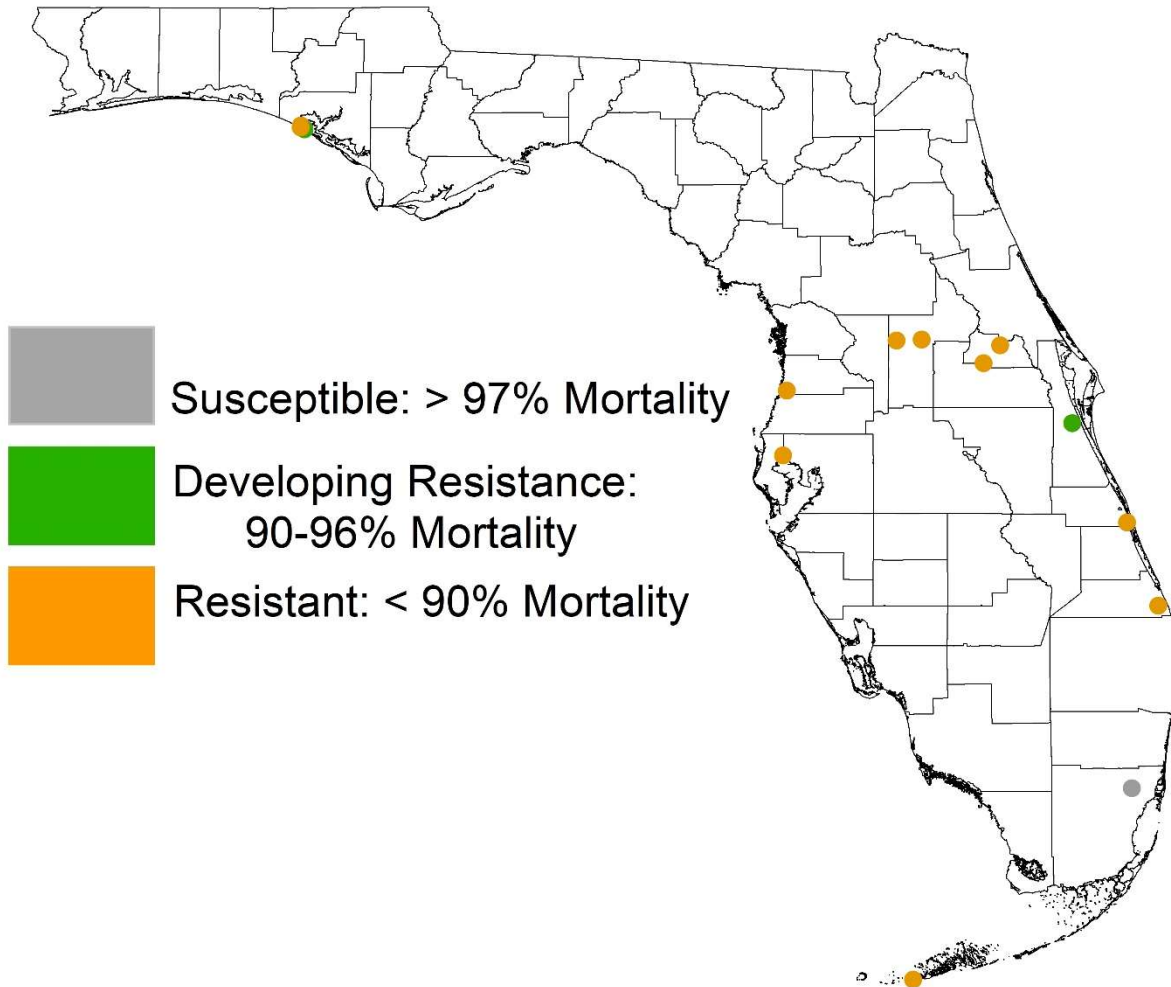 Susceptible: > 97% Mortality
Developing Resistance:
90-96% Mortality
Resistant: < 90% Mortality